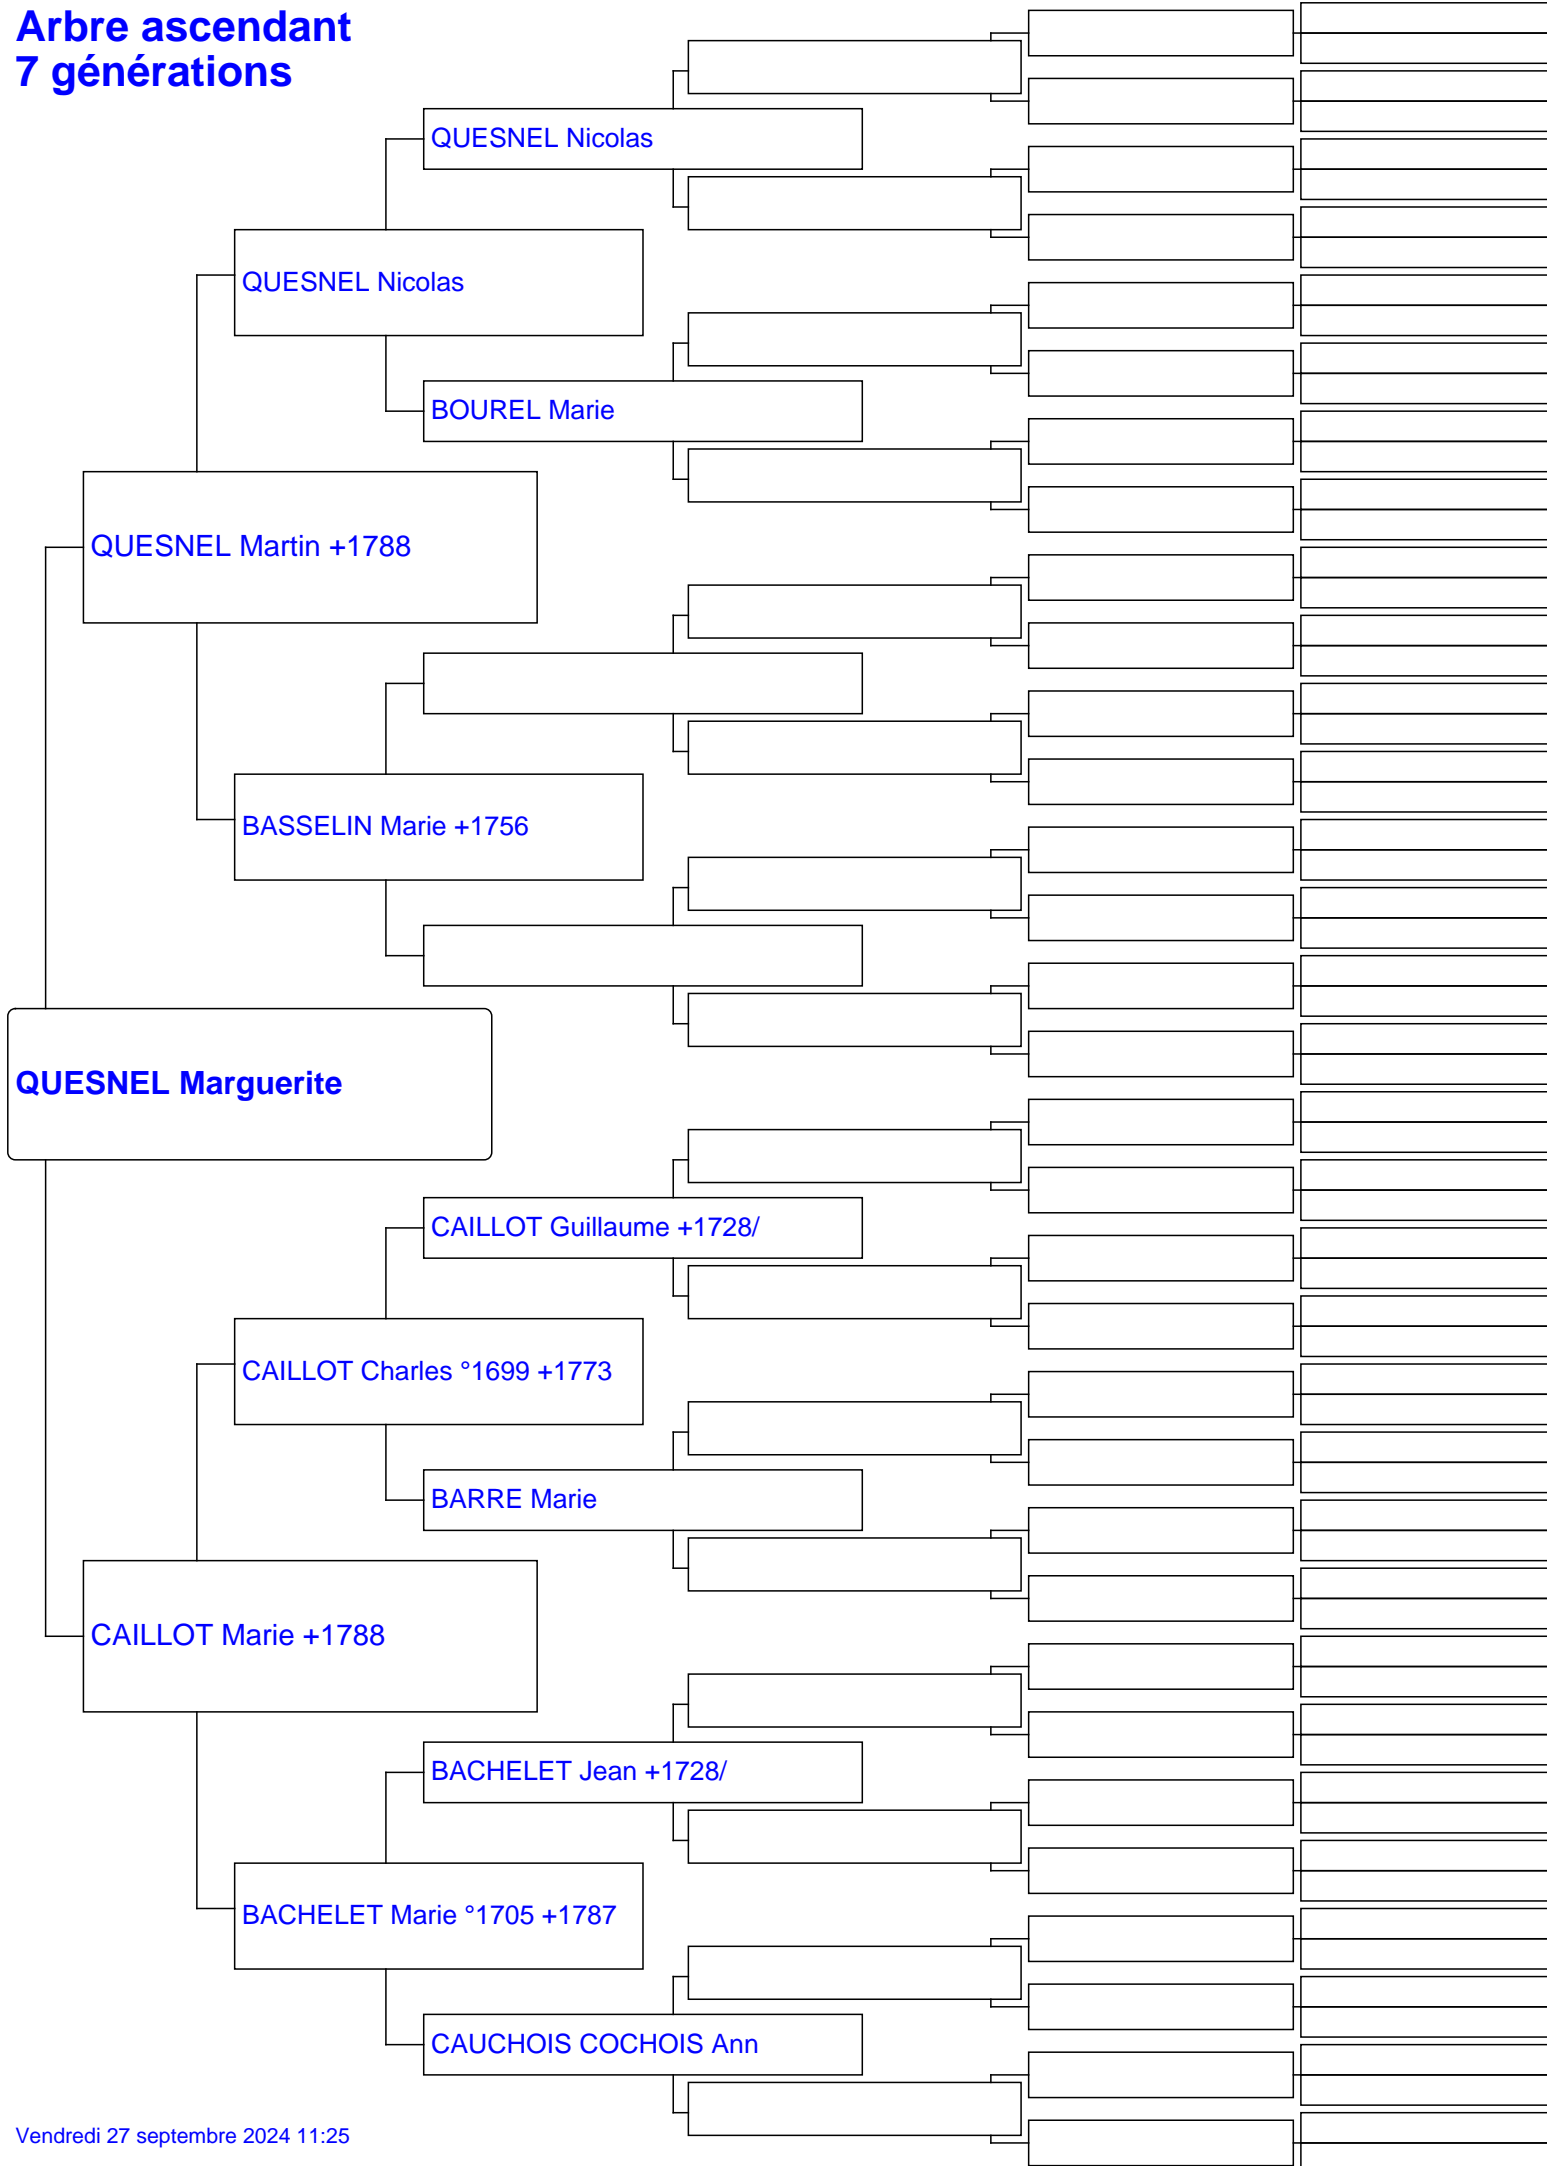 Arbre ascendant
7 générations
QUESNEL Nicolas
QUESNEL Nicolas
BOUREL Marie
QUESNEL Martin +1788
BASSELIN Marie +1756
QUESNEL Marguerite
CAILLOT Guillaume +1728/
CAILLOT Charles °1699 +1773
BARRE Marie
CAILLOT Marie +1788
BACHELET Jean +1728/
BACHELET Marie °1705 +1787
CAUCHOIS COCHOIS Ann
Vendredi 27 septembre 2024 11:25